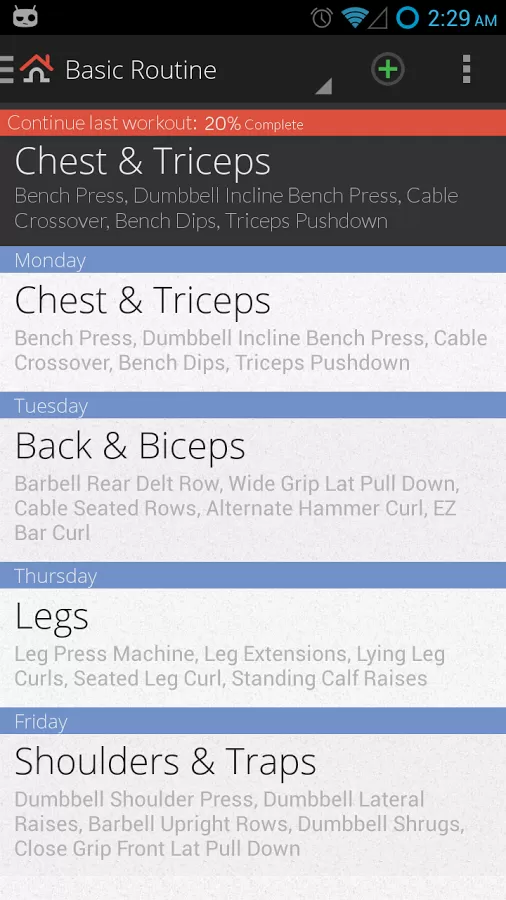 2:29 AM
Basic Routine
Continue last workout: 20% Complete
Chest & Triceps
Bench Press, Dumbbell Incline Bench Press, Cable
Crossover, Bench Dips, Triceps Pushdown
Monday
Chest & Triceps
Bench Press, Dumbbell Incline Bench Press, Cable
Crossover, Bench Dips, Triceps Pushdown
Tuesday
Back & Biceps
Barbell Rear Delt Row, Wide Grip Lat Pull Down,
Cable Seated Rows, Alternate Hammer Curl, EZ
Bar Curl
Thursday
Legs
Leg Press Machine, Leg Extensions, Lying Leg
Curls, Seated Leg Curl, Standing Calf Raises
Friday
Shoulders & Traps
Dumbbell Shoulder Press, Dumbbell Lateral
Raises, Barbell Upright Rows, Dumbbell Shrugs,
Close Grip Front Lat Pull Down